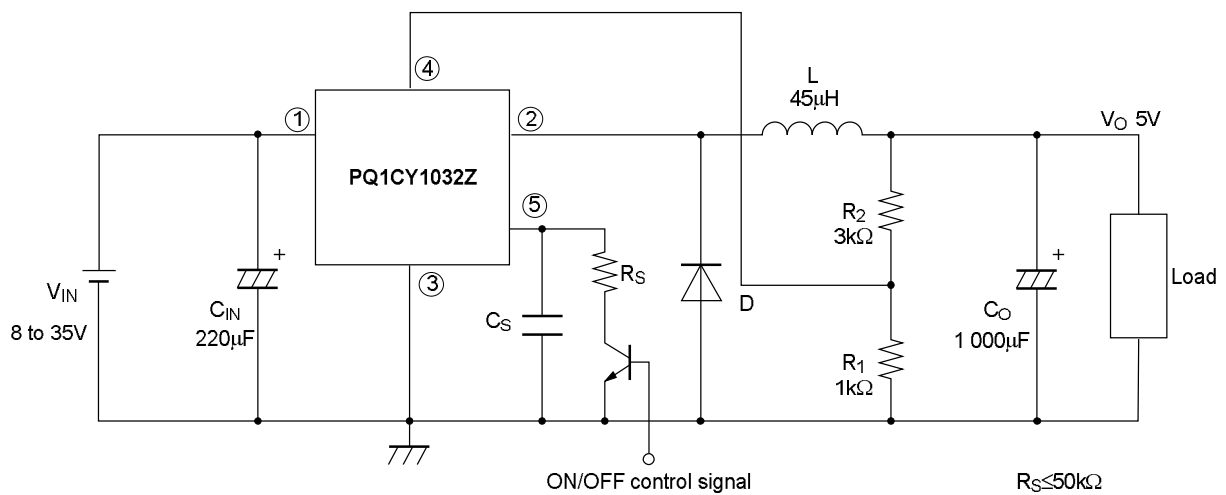 ④
L
45μH
①
②
VO 5V
PQ1CY1032Z
⑤
R2
3kΩ
③
RS
Load
VIN
8 to 35V
CIN
220μF
+
CS
D
CO
1 000μF
+
R1
1kΩ
ON/OFF control signal
RS≤50kΩ